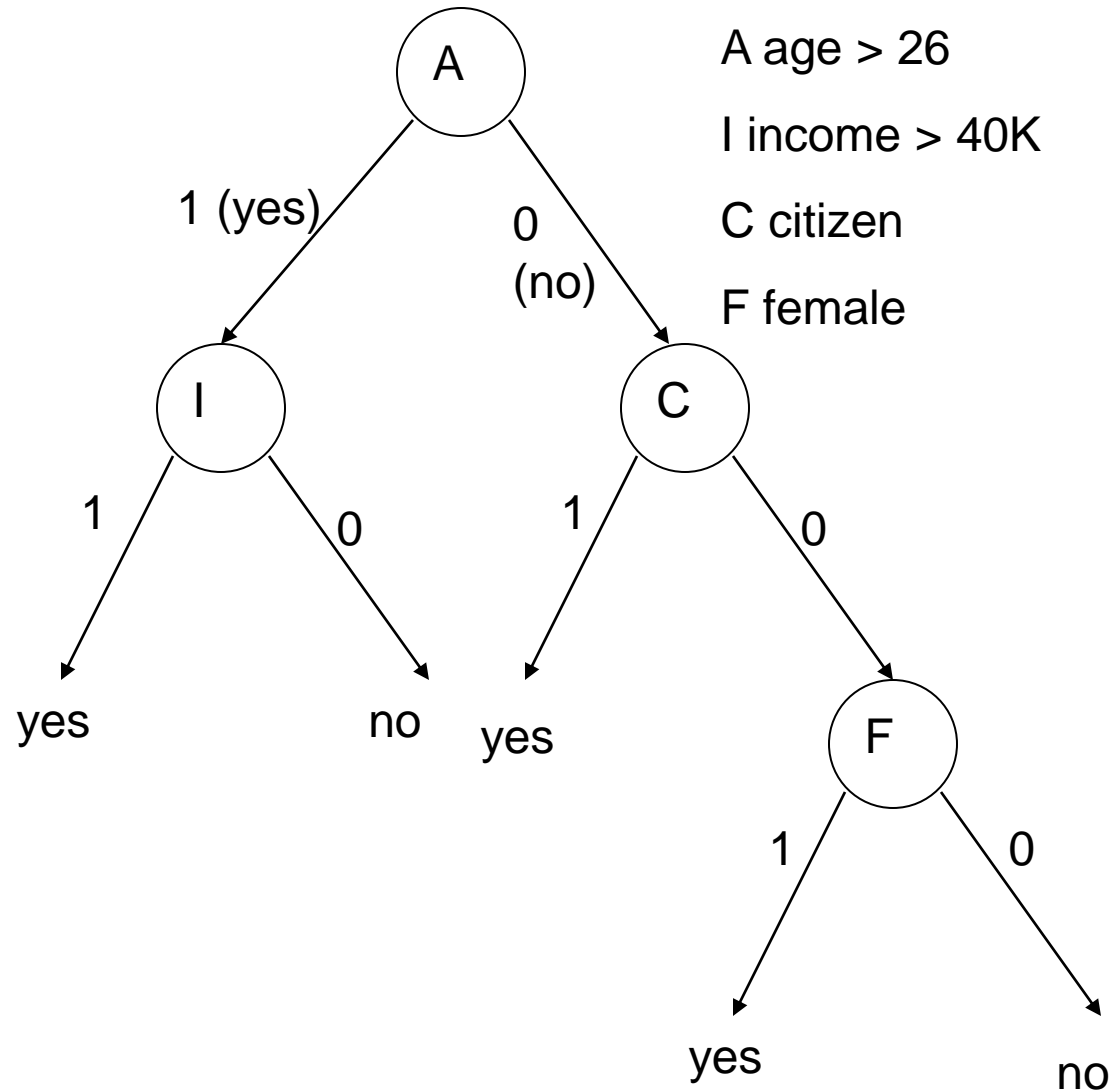 A
A age > 26
I income > 40K
1 (yes)
0
(no)
C citizen
F female
I
C
1
0
1
0
yes
no
yes
F
1
0
yes
no